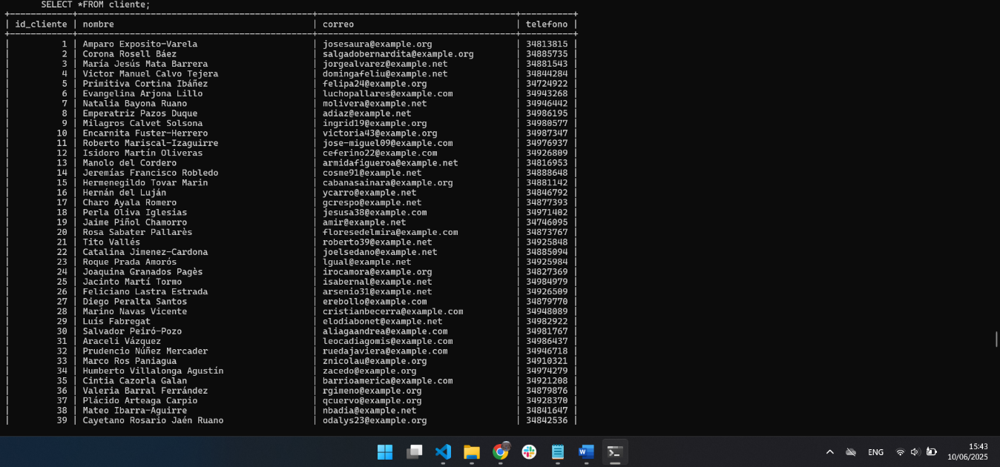 SELECT *FROM cliente;
| id_cliente | nombre | correo | telefono |
| 1 | Amparo Exposito-Varela | josesaura@example.org | 34813815 |
| 2 | Corona Rosell Báez | salgadobernardita@example.org | 34885735 |
| 3 | María Jesús Mata Barrera | jorgealvarez@example.net | 34881543 |
| 4 | Victor Manuel Calvo Tejera | domingafeliu@example.net | 34844284 |
| 5 | Primitiva Cortina Ibáñez | felipa24@example.org | 34724922 |
| 6 | Evangelina Arjona Lillo | luchopallares@example.com | 34943268 |
| 7 | Natalia Bayona Ruano | molivera@example.net | 34946442 |
| 8 | Emperatriz Pazos Duque | adiaz@example.net | 34986195 |
| 9 | Milagros Calvet Solsona | ingrid19@example.org | 34980577 |
| 10 | Encarnita Fuster-Herrero | victoria43@example.org | 34987347 |
| 11 | Roberto Mariscal-Izaguirre | jose-miguel09@example.com | 34976937 |
| 12 | Isidoro Martín Oliveras | ceferino22@example.com | 34926809 |
| 13 | Manolo del Cordero | armidafigueroa@example.net | 34816953 |
| 14 | Jeremías Francisco Robledo | cosme91@example.net | 34888648 |
| 15 | Hermenegildo Tovar Marin | cabanasainara@example.org | 34881142 |
| 16 | Hernán del Luján | ycarro@example.net | 34846792 |
| 17 | Charo Ayala Romero | gcrespo@example.net | 34877393 |
| 18 | Perla Oliva Iglesias | jesusa38@example.com | 34971402 |
| 19 | Jaime Piñol Chamorro | amir@example.net | 34746095 |
| 20 | Rosa Sabater Pallarès | floresedelmira@example.com | 34873767 |
| 21 | Tito Vallés | roberto39@example.net | 34925848 |
| 22 | Catalina Jimenez-Cardona | joelsedano@example.net | 34885094 |
| 23 | Roque Prada Amorós | lgual@example.net | 34925984 |
| 24 | Joaquina Granados Pagès | irocamora@example.org | 34827369 |
| 25 | Jacinto Martí Tormo | isabernal@example.net | 34984979 |
| 26 | Feliciano Lastra Estrada | arsenio31@example.net | 34926509 |
| 27 | Diego Peralta Santos | erebollo@example.com | 34879770 |
| 28 | Marino Navas Vicente | cristianbecerra@example.com | 34948089 |
| 29 | Luís Fabregat | elodiabonet@example.net | 34982922 |
| 30 | Salvador Peiró-Pozo | aliagaandrea@example.com | 34981767 |
| 31 | Araceli Vázquez | leocadiagomis@example.com | 34986437 |
| 32 | Prudencio Núñez Mercader | ruedajaviera@example.com | 34946718 |
| 33 | Marco Ros Paniagua | znicolau@example.org | 34910321 |
| 34 | Humberto Villalonga Agustín | zacedo@example.org | 34974279 |
| 35 | Cintia Cazorla Galan | barrioamerica@example.com | 34921208 |
| 36 | Valeria Barral Ferrández | rgimeno@example.org | 34879876 |
| 37 | Plácido Arteaga Carpio | qcuervo@example.org | 34928370 |
| 38 | Mateo Ibarra-Aguirre | nbadia@example.net | 34841647 |
| 39 | Cayetano Rosario Jaén Ruano | odalys23@example.org | 34842536 |
ENG
15:43
10/06/2025